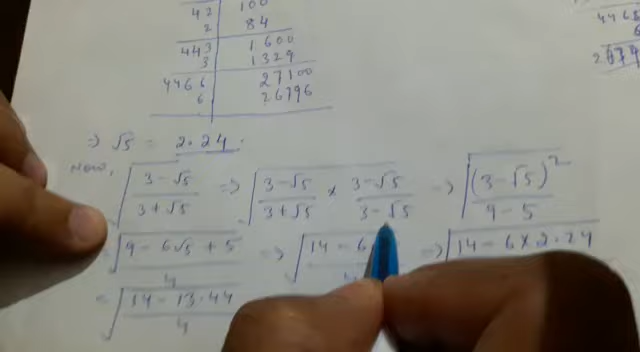 42 | 100
2 | 84
443 | 1600
3 | 1329
4466 | 27100
6 | 26796
446
⇒ √5 = 2.24.
Now, √((3-√5)/(3+√5)) ⇒ √((3-√5)/(3+√5) × (3-√5)/(3-√5)) ⇒ √((3-√5)²/(9-5))
= √((9-6√5+5)/4) ⇒ √((14-6 ⇒ √(14-6×2.24
= √((14-13.44)/4)